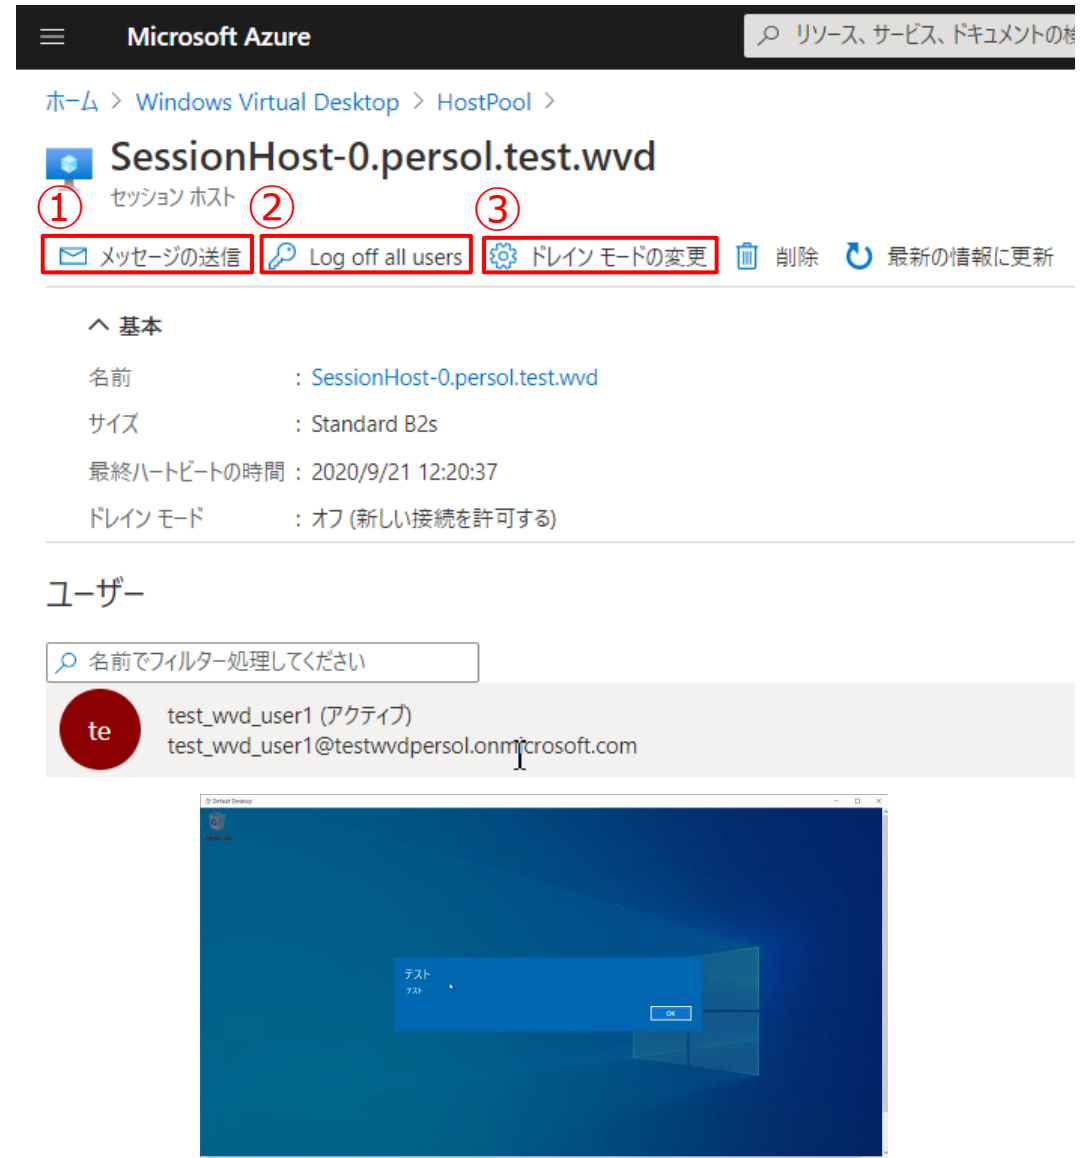 Microsoft Azure
リソース、サービス、ドキュメントの検
ホーム > Windows Virtual Desktop > HostPool >
SessionHost-0.persol.test.wvd
セッション ホスト
① ② ③
メッセージの送信 Log off all users ドレイン モードの変更 削除 最新の情報に更新
基本
名前 : SessionHost-0.persol.test.wvd
サイズ : Standard B2s
最終ハートビートの時間 : 2020/9/21 12:20:37
ドレイン モード : オフ (新しい接続を許可する)
ユーザー
名前でフィルター処理してください
te
test_wvd_user1 (アクティブ)
test_wvd_user1@testwvdpersol.onmicrosoft.com
Default Desktop
テスト
テスト
OK